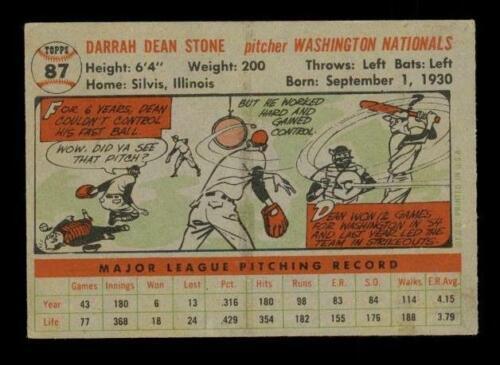 TOPPS
87
DARRAH DEAN STONE pitcher WASHINGTON NATIONALS
Height: 6'4" Weight: 200 Throws: Left Bats: Left
Home: Silvis, Illinois Born: September 1, 1930
FOR 6 YEARS, DEAN
COULDN'T CONTROL
HIS FAST BALL.
WOW. DID YA SEE
THAT PITCH?
BUT HE WORKED
HARD AND
GAINED
CONTROL.
DEAN WON 12 GAMES,
FOR WASHINGTON IN '54
AND LAST YEAR LED THE
TEAM IN STRIKEOUTS.
PRINTED IN U.S.A.
MAJOR LEAGUE PITCHING RECORD
Games Innings Won Lost Pct. Hits Runs E.R. S.O. Walks E.R.Avg.
Year 43 180 6 13 .316 180 98 83 84 114 4.15
Life 77 368 18 24 .429 354 182 155 176 188 3.79